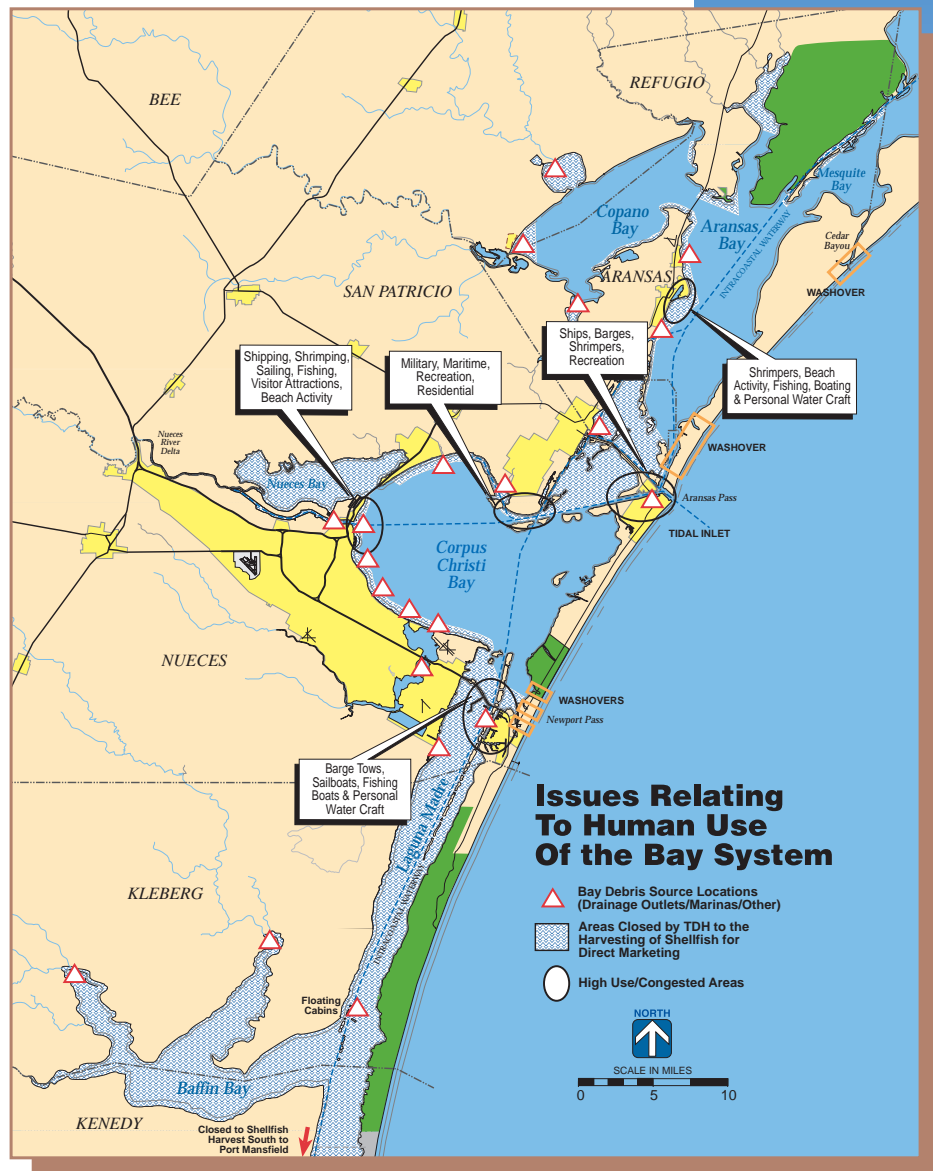 BEE
REFUGIO
Mesquite
Bay
Copano
Bay
Aransas
Bay
Cedar
Bayou
INTRACOASTAL WATERWAY
ARANSAS
SAN PATRICIO
WASHOVER
Ships, Barges,
Shrimpers,
Recreation
Shipping, Shrimping,
Sailing, Fishing,
Visitor Attractions,
Beach Activity
Military, Maritime,
Recreation,
Residential
Shrimpers, Beach
Activity, Fishing, Boating
& Personal Water Craft
Nueces
River
Delta
WASHOVER
Nueces Bay
Aransas Pass
TIDAL INLET
Corpus
Christi
Bay
NUECES
WASHOVERS
Newport Pass
Barge Tows,
Sailboats, Fishing
Boats & Personal
Water Craft
Laguna Madre
INTRACOASTAL WATERWAY
Issues Relating
To Human Use
Of the Bay System
KLEBERG
Bay Debris Source Locations
(Drainage Outlets/Marinas/Other)
Areas Closed by TDH to the
Harvesting of Shellfish for
Direct Marketing
High Use/Congested Areas
Floating
Cabins
NORTH
SCALE IN MILES
0 5 10
Baffin Bay
KENEDY
Closed to Shellfish
Harvest South to
Port Mansfield